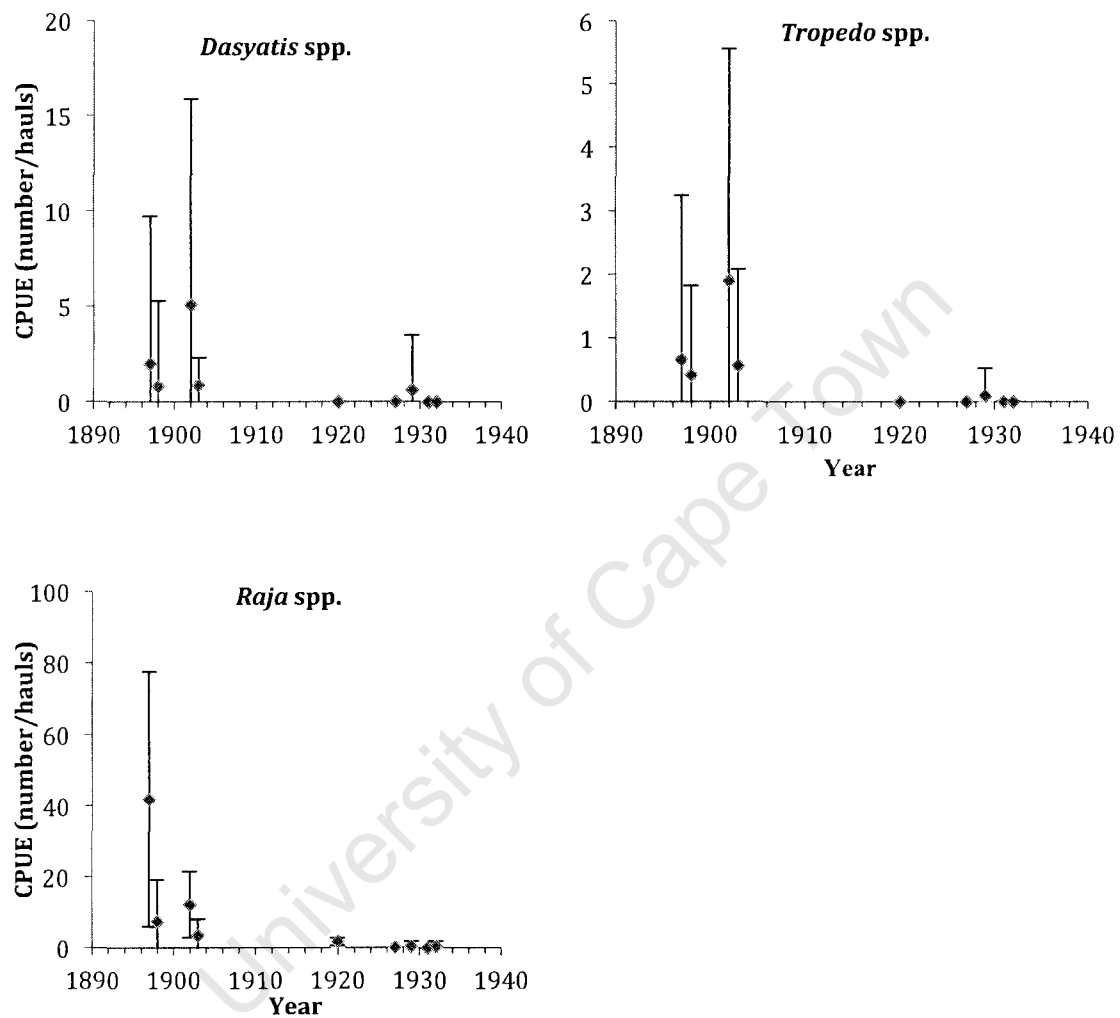 Dasyatis spp.
CPUE (number/hauls)
20
15
10
5
0
1890 1900 1910 1920 1930 1940
Tropedo spp.
6
5
4
3
2
1
0
1890 1900 1910 1920 1930 1940
Year
Raja spp.
CPUE (number/hauls)
100
80
60
40
20
0
1890 1900 1910 1920 1930 1940
Year
University of Cape Town